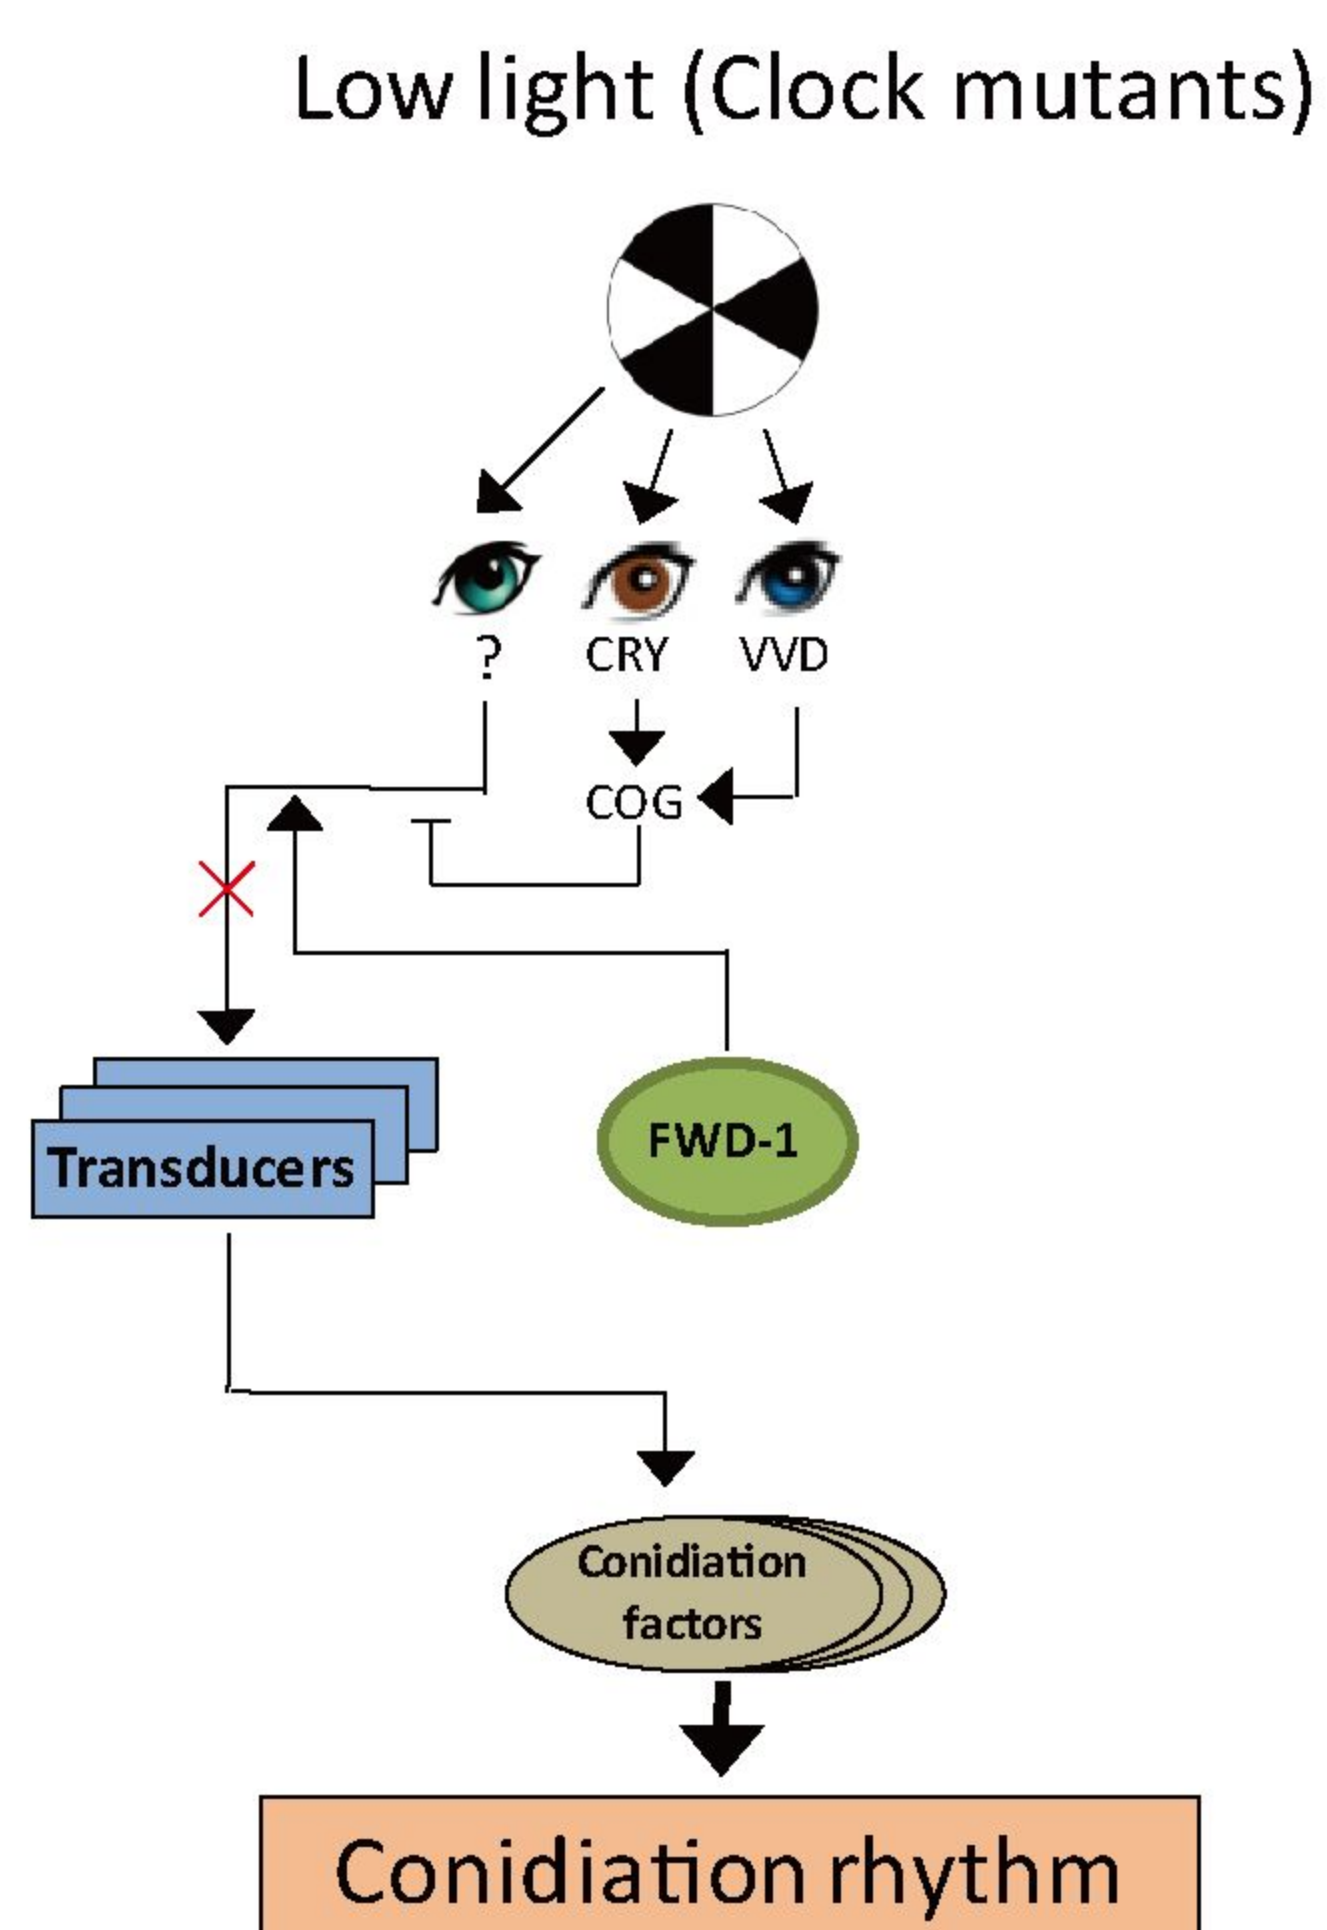 Low light (Clock mutants)
? CRY VVD
COG
Transducers
FWD-1
Conidiation
factors
Conidiation rhythm